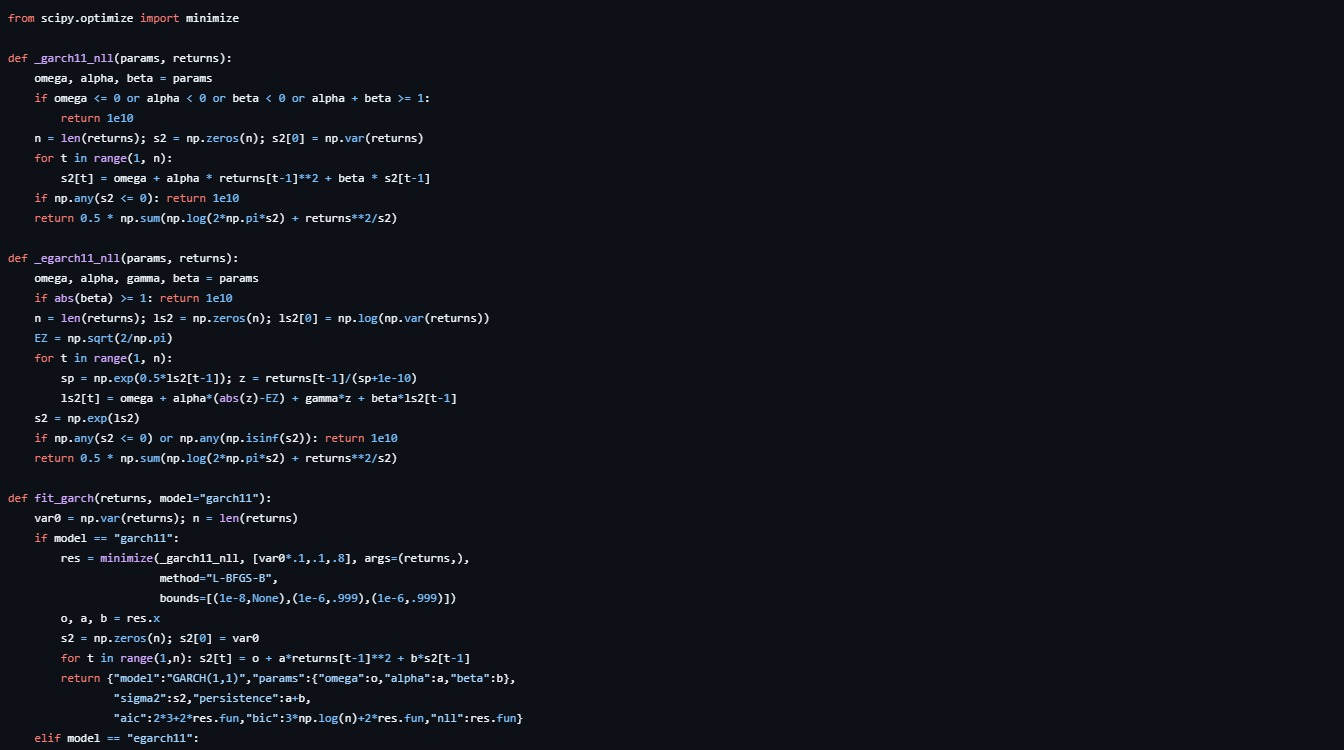 from scipy.optimize import minimize
def _garch11_nll(params, returns):
omega, alpha, beta = params
if omega <= 0 or alpha < 0 or beta < 0 or alpha + beta >= 1:
return 1e10
n = len(returns); s2 = np.zeros(n); s2[0] = np.var(returns)
for t in range(1, n):
s2[t] = omega + alpha * returns[t-1]**2 + beta * s2[t-1]
if np.any(s2 <= 0): return 1e10
return 0.5 * np.sum(np.log(2*np.pi*s2) + returns**2/s2)
def _egarch11_nll(params, returns):
omega, alpha, gamma, beta = params
if abs(beta) >= 1: return 1e10
n = len(returns); ls2 = np.zeros(n); ls2[0] = np.log(np.var(returns))
EZ = np.sqrt(2/np.pi)
for t in range(1, n):
sp = np.exp(0.5*ls2[t-1]); z = returns[t-1]/(sp+1e-10)
ls2[t] = omega + alpha*(abs(z)-EZ) + gamma*z + beta*ls2[t-1]
s2 = np.exp(ls2)
if np.any(s2 <= 0) or np.any(np.isinf(s2)): return 1e10
return 0.5 * np.sum(np.log(2*np.pi*s2) + returns**2/s2)
def fit_garch(returns, model="garch11"):
var0 = np.var(returns); n = len(returns)
if model == "garch11":
res = minimize(_garch11_nll, [var0*.1,.1,.8], args=(returns,),
method="L-BFGS-B",
bounds=[(1e-8,None),(1e-6,.999),(1e-6,.999)])
o, a, b = res.x
s2 = np.zeros(n); s2[0] = var0
for t in range(1,n): s2[t] = o + a*returns[t-1]**2 + b*s2[t-1]
return {"model":"GARCH(1,1)","params":{"omega":o,"alpha":a,"beta":b},
"sigma2":s2,"persistence":a+b,
"aic":2*3+2*res.fun,"bic":3*np.log(n)+2*res.fun,"nll":res.fun}
elif model == "egarch11":